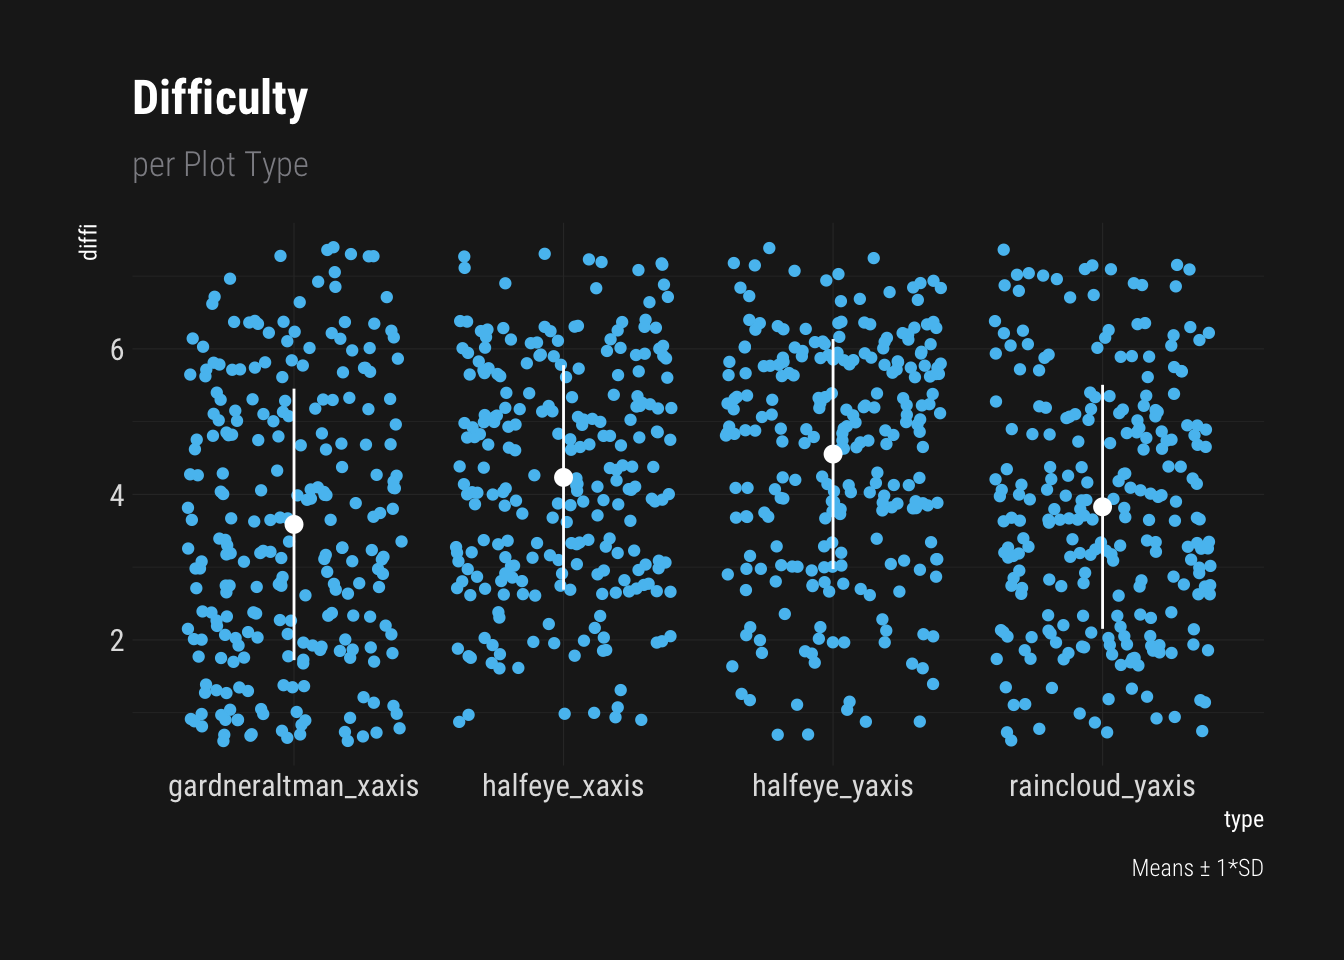 Difficulty
per Plot Type
diffi
6
4
2
gardneraltman_xaxis halfeye_xaxis halfeye_yaxis raincloud_yaxis
type
Means ± 1*SD